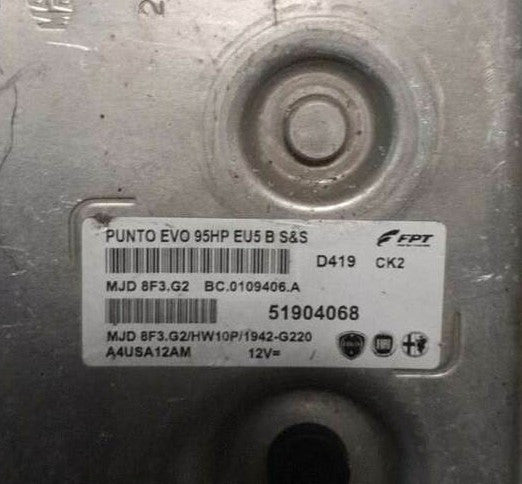 PUNTO EVO 95HP EU5 B S&S
FPT
D419 CK2
MJD 8F3.G2 BC.0109406.A
51904068
MJD 8F3.G2/HW10P/1942-G220
A4USA12AM 12V=
FIAT